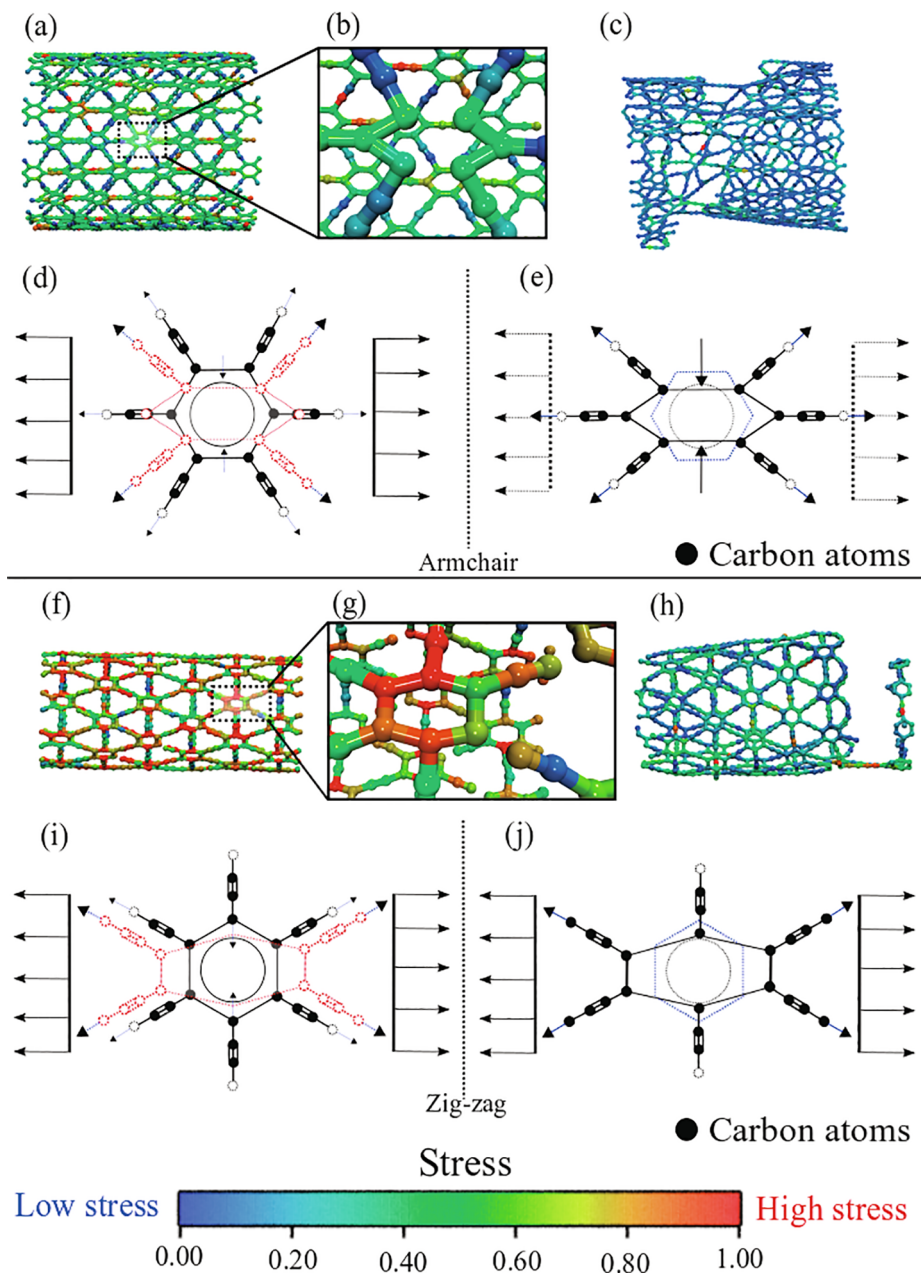 (a)
(b)
(c)
(d)
(e)
Armchair
Carbon atoms
(f)
(g)
(h)
(i)
(j)
Zig-zag
Carbon atoms
Stress
Low stress
High stress
0.00 0.20 0.40 0.60 0.80 1.00